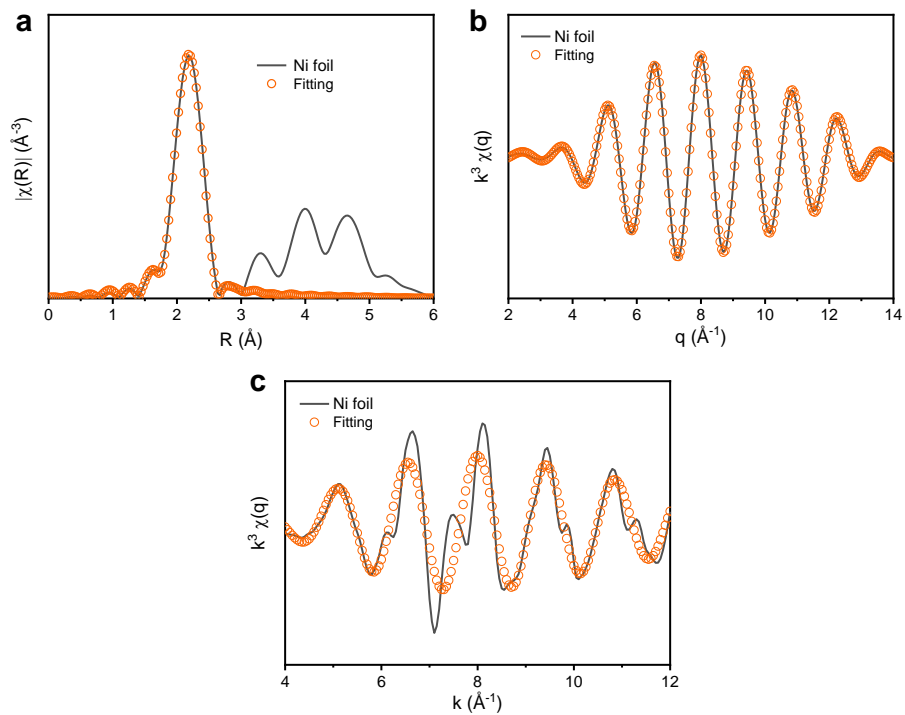 a
Ni foil
Fitting
|χ(R)| (Å⁻³)
0 1 2 3 4 5 6
R (Å)
b
Ni foil
Fitting
k³ χ(q)
2 4 6 8 10 12 14
q (Å⁻¹)
c
Ni foil
Fitting
k³ χ(q)
4 6 8 10 12
k (Å⁻¹)